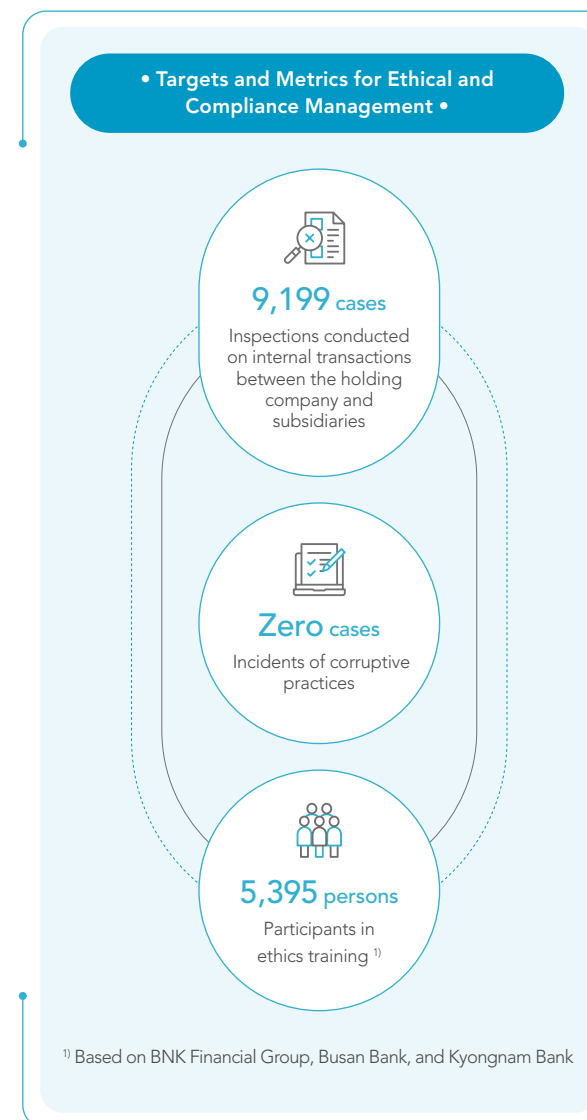 • Targets and Metrics for Ethical and
Compliance Management •
9,199 cases
Inspections conducted
on internal transactions
between the holding
company and
subsidiaries
Zero cases
Incidents of corruptive
practices
5,395 persons
Participants in
ethics training 1)
1) Based on BNK Financial Group, Busan Bank, and Kyongnam Bank